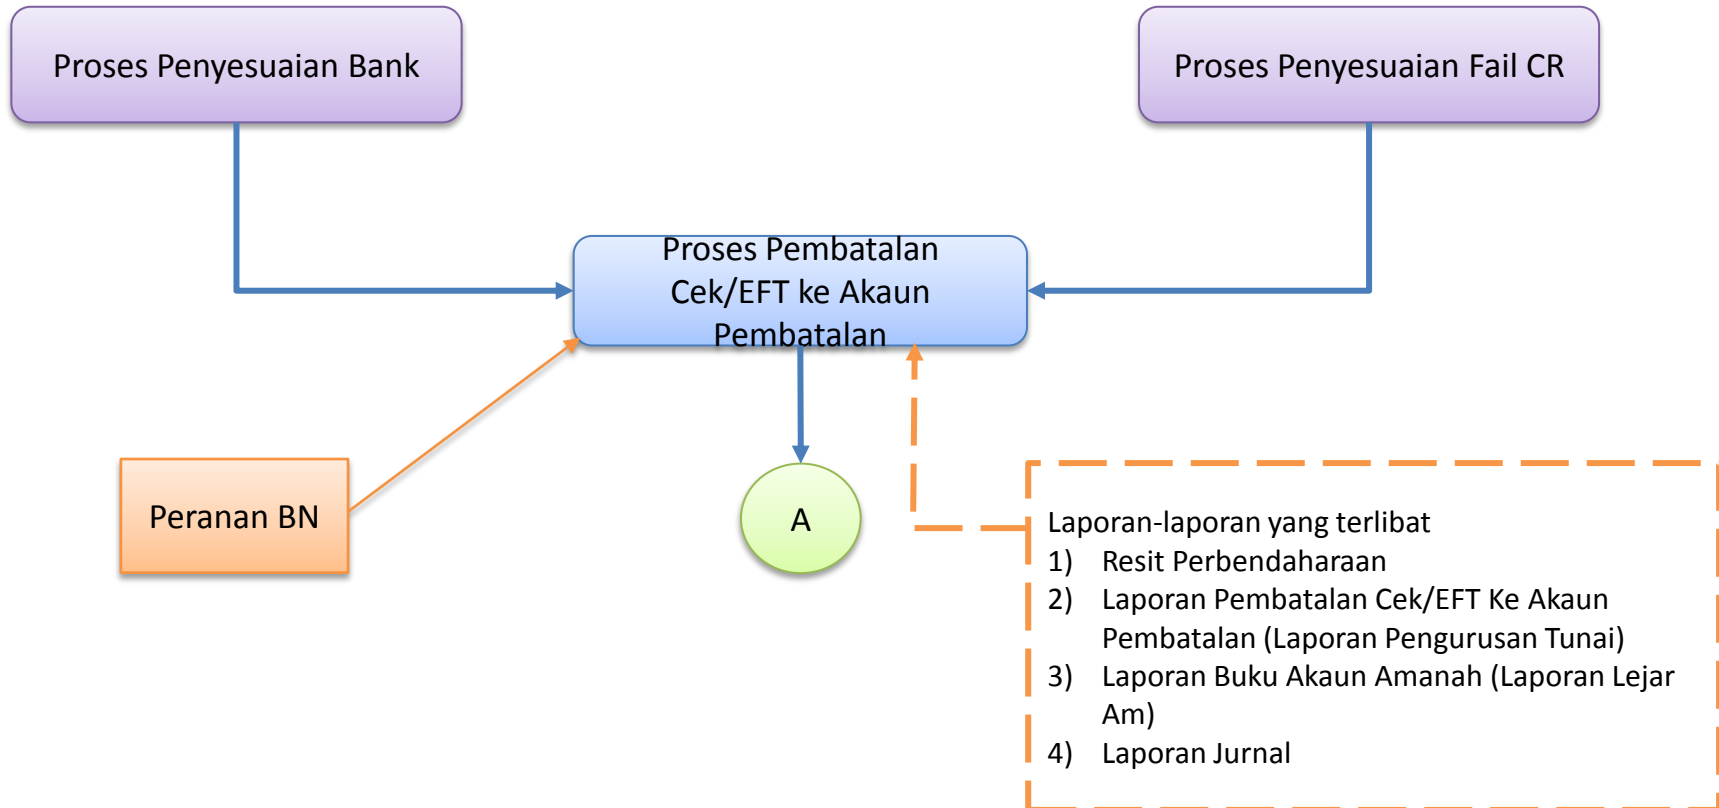 Proses Penyesuaian Bank
Proses Penyesuaian Fail CR
Proses Pembatalan
Cek/EFT ke Akaun
Pembatalan
Peranan BN
A
Laporan-laporan yang terlibat
1) Resit Perbendaharaan
2) Laporan Pembatalan Cek/EFT Ke Akaun
Pembatalan (Laporan Pengurusan Tunai)
3) Laporan Buku Akaun Amanah (Laporan Lejar
Am)
4) Laporan Jurnal